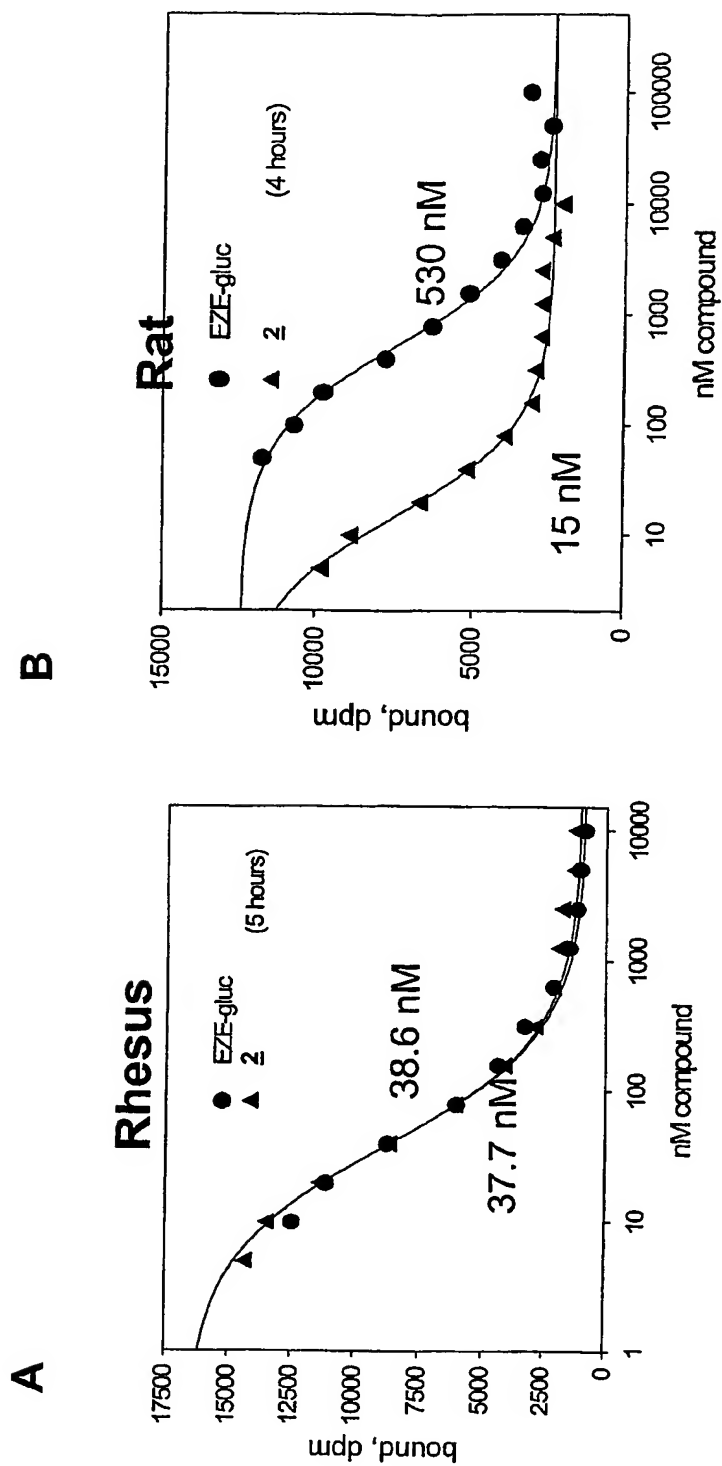 A
Rhesus
EZE-gluc
2
(5 hours)
38.6 nM
37.7 nM
bound, dpm
17500
15000
12500
10000
7500
5000
2500
0
1
10
100
1000
10000
nM compound
B
Rat
EZE-gluc
2
(4 hours)
530 nM
15 nM
bound, dpm
15000
10000
5000
0
10
100
1000
10000
100000
nM compound